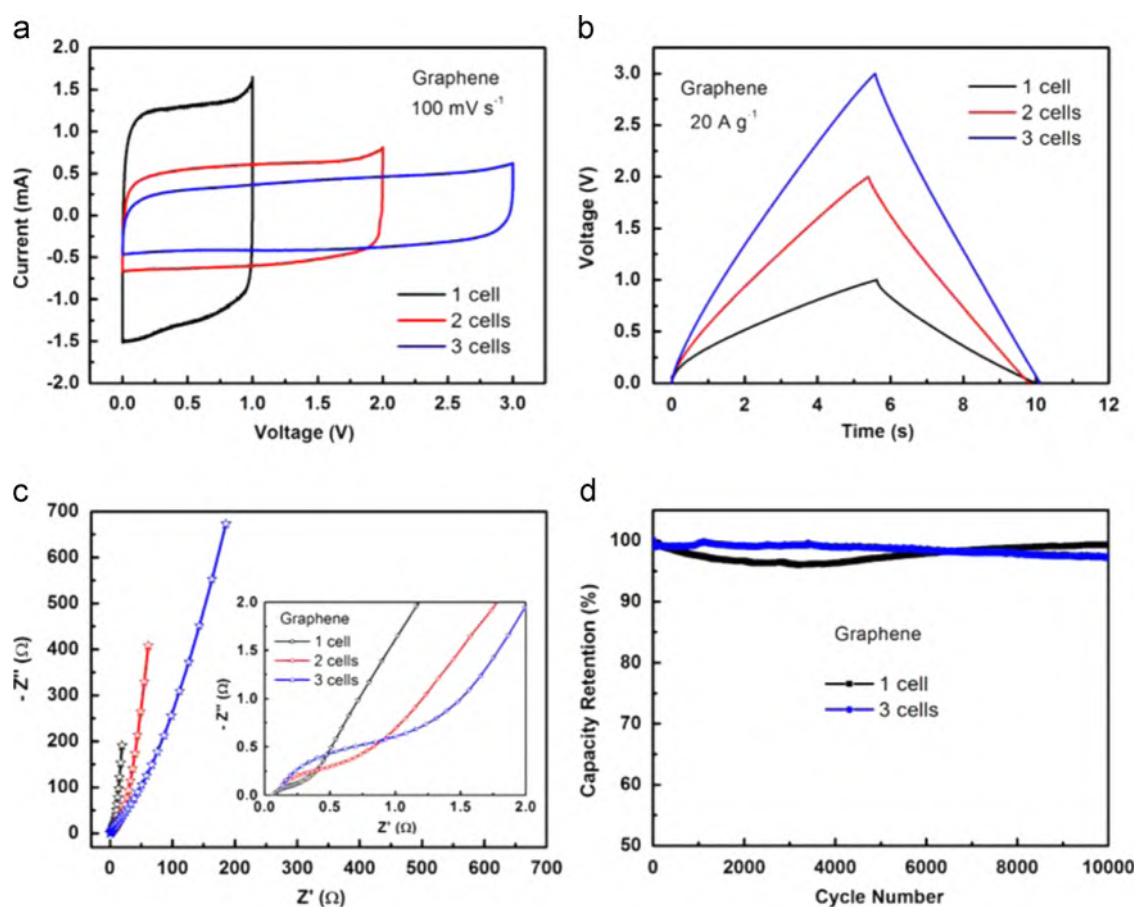 a
Graphene
100 mV s⁻¹
1 cell
2 cells
3 cells
Current (mA)
2.0
1.5
1.0
0.5
0.0
-0.5
-1.0
-1.5
-2.0
0.0 0.5 1.0 1.5 2.0 2.5 3.0
Voltage (V)
b
Graphene
20 A g⁻¹
1 cell
2 cells
3 cells
Voltage (V)
3.0
2.5
2.0
1.5
1.0
0.5
0.0
0 2 4 6 8 10 12
Time (s)
c
- Z'' (Ω)
700
600
500
400
300
200
100
0
0 100 200 300 400 500 600 700
Z' (Ω)
Graphene
1 cell
2 cells
3 cells
- Z'' (Ω)
2.0
1.5
1.0
0.5
0.0
0.0 0.5 1.0 1.5 2.0
Z' (Ω)
d
Capacity Retention (%)
100
90
80
70
60
50
Graphene
1 cell
3 cells
0 2000 4000 6000 8000 10000
Cycle Number